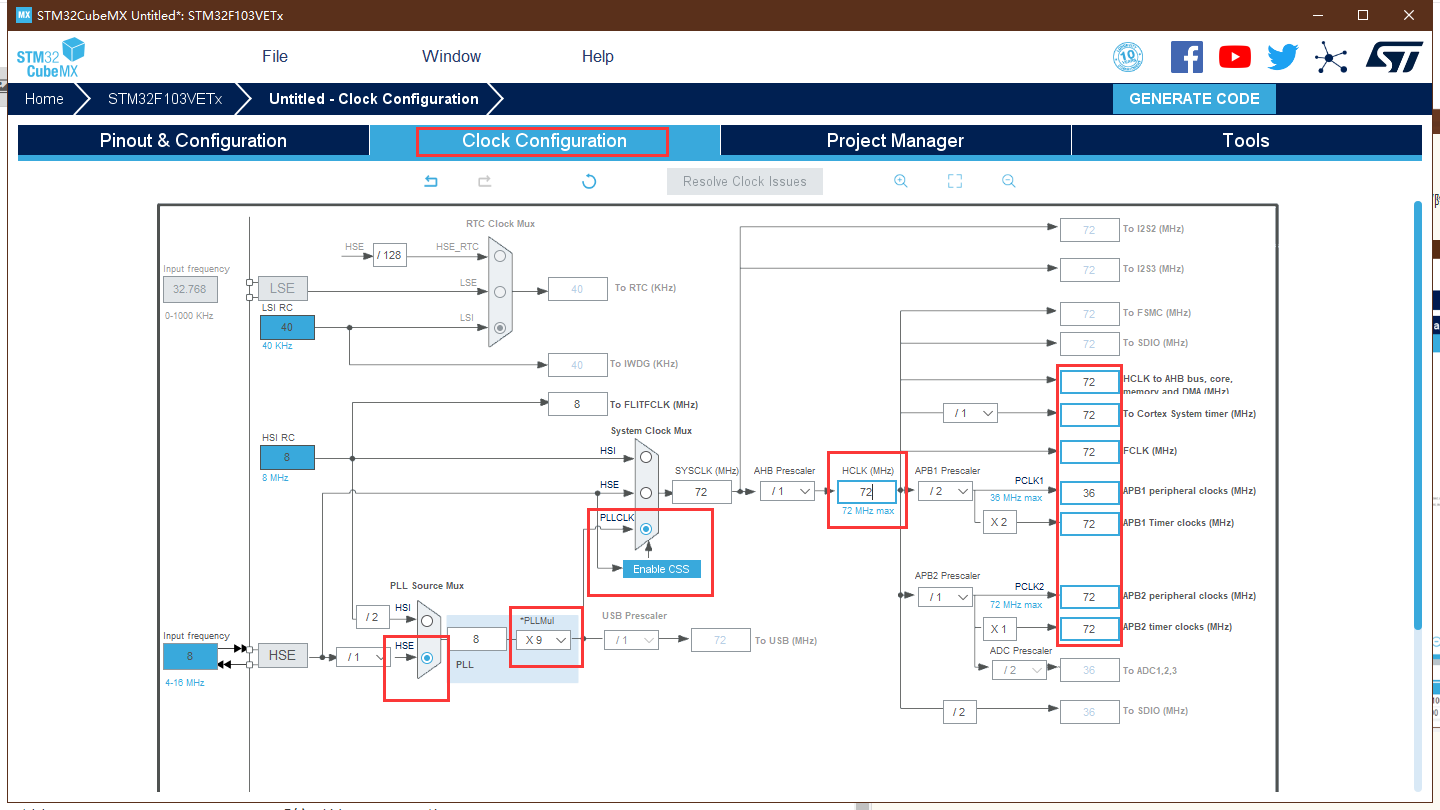 MX STM32CubeMX Untitled*: STM32F103VETx
STM32 CubeMX
File Window Help
10
Home STM32F103VETx Untitled - Clock Configuration GENERATE CODE
Pinout & Configuration Clock Configuration Project Manager Tools
Resolve Clock Issues
RTC Clock Mux
HSE / 128 HSE_RTC
72 To I2S2 (MHz)
Input frequency
32.768
0-1000 KHz
LSE LSE
40 To RTC (KHz)
72 To I2S3 (MHz)
LSI RC
40
40 KHz
LSI
72 To FSMC (MHz)
72 To SDIO (MHz)
40 To IWDG (KHz)
72 HCLK to AHB bus, core,
memory and DMA (MHz)
8 To FLITFCLK (MHz)
/ 1 72 To Cortex System timer (MHz)
System Clock Mux
HSI RC
8
8 MHz
HSI
72 FCLK (MHz)
HSE
SYSCLK (MHz)
72
AHB Prescaler
/ 1
HCLK (MHz)
72
72 MHz max
APB1 Prescaler
/ 2
PCLK1
36 MHz max
36 APB1 peripheral clocks (MHz)
X 2 72 APB1 Timer clocks (MHz)
PLLCLK
Enable CSS
PLL Source Mux
APB2 Prescaler
/ 1
PCLK2
72 MHz max
72 APB2 peripheral clocks (MHz)
X 1 72 APB2 timer clocks (MHz)
/ 2 HSI
Input frequency
8
4-16 MHz
HSE
/ 1 HSE
8
PLL
*PLLMul
X 9
USB Prescaler
/ 1 72 To USB (MHz)
ADC Prescaler
/ 2 36 To ADC1,2,3
/ 2 36 To SDIO (MHz)